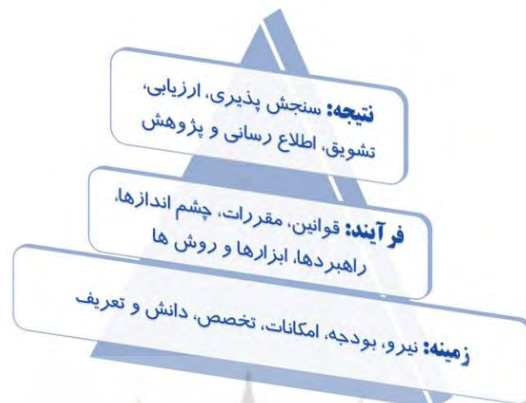 نتیجه: سنجش پذیری، ارزیابی،
تشویق، اطلاع رسانی و پژوهش
فرآیند: قوانین، مقررات، چشم اندازها،
راهبردها، ابزارها و روش ها
زمینه: نیرو، بودجه، امکانات، تخصص، دانش و تعریف